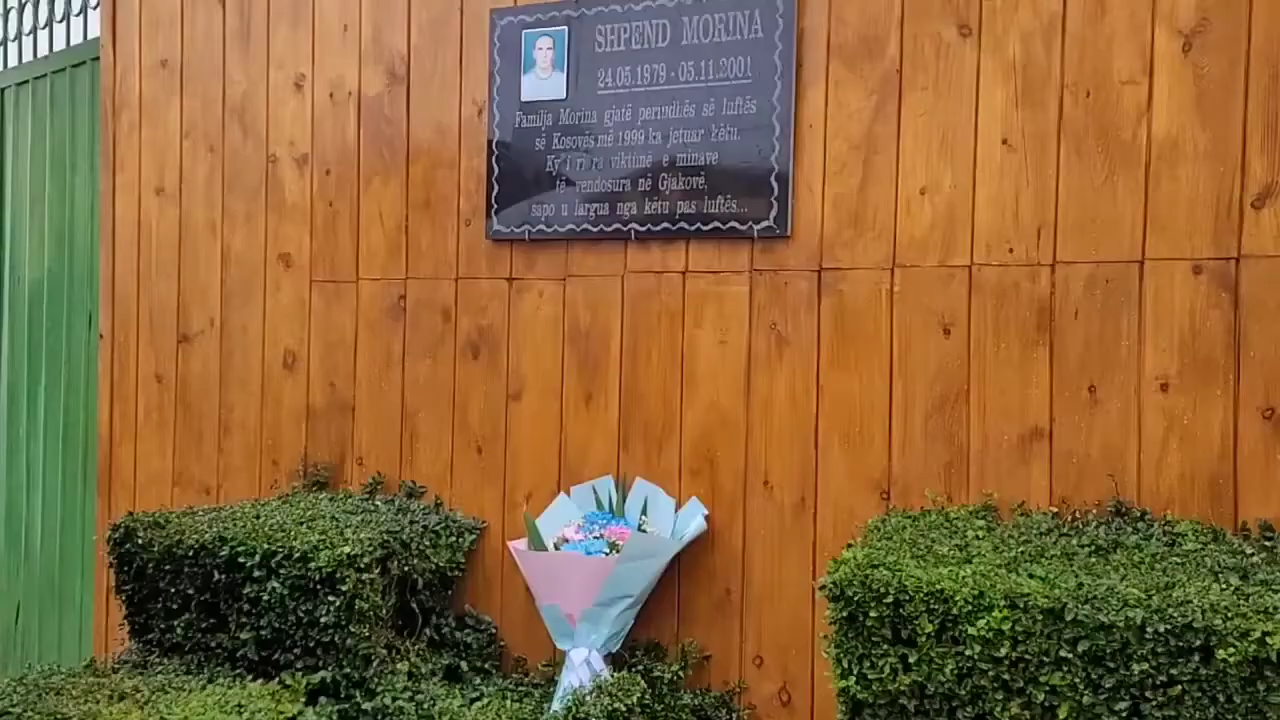 SHPEND MORINA
24.05.1979 - 05.11.2001
Familja Morina gjatë periudhës së luftës
së Kosovës më 1999 ka jetuar këtu.
Ky i ri ra viktimë e minave
të vendosura në Gjakovë,
sapo u largua nga këtu pas luftës...